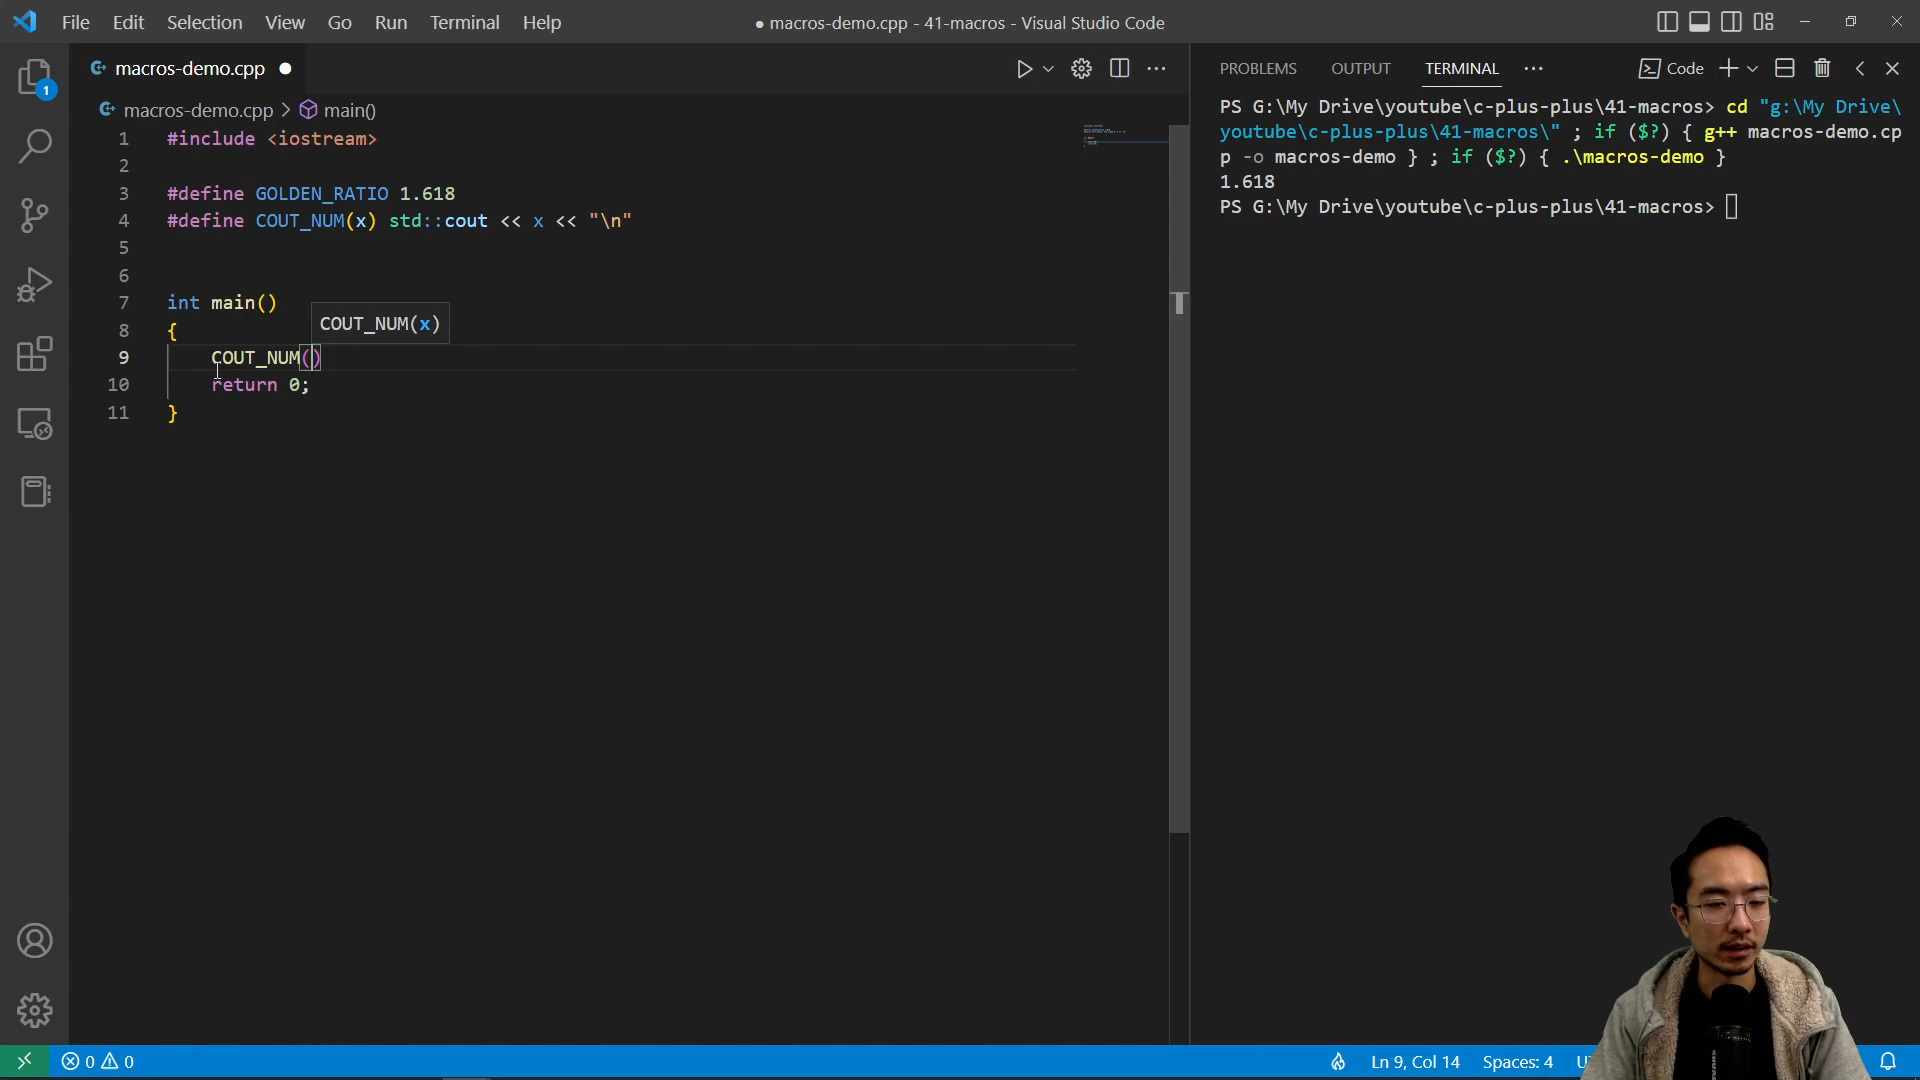 File Edit Selection View Go Run Terminal Help
● macros-demo.cpp - 41-macros - Visual Studio Code
macros-demo.cpp ●
macros-demo.cpp > main()
1 #include <iostream>
2
3 #define GOLDEN_RATIO 1.618
4 #define COUT_NUM(x) std::cout << x << "\n"
5
6
7 int main()
COUT_NUM(x)
8 {
9 COUT_NUM()
10 return 0;
11 }
1
PROBLEMS OUTPUT TERMINAL ··· Code
PS G:\My Drive\youtube\c-plus-plus\41-macros> cd "g:\My Drive\
youtube\c-plus-plus\41-macros\" ; if ($?) { g++ macros-demo.cp
p -o macros-demo } ; if ($?) { .\macros-demo }
1.618
PS G:\My Drive\youtube\c-plus-plus\41-macros>
0 0 Ln 9, Col 14 Spaces: 4